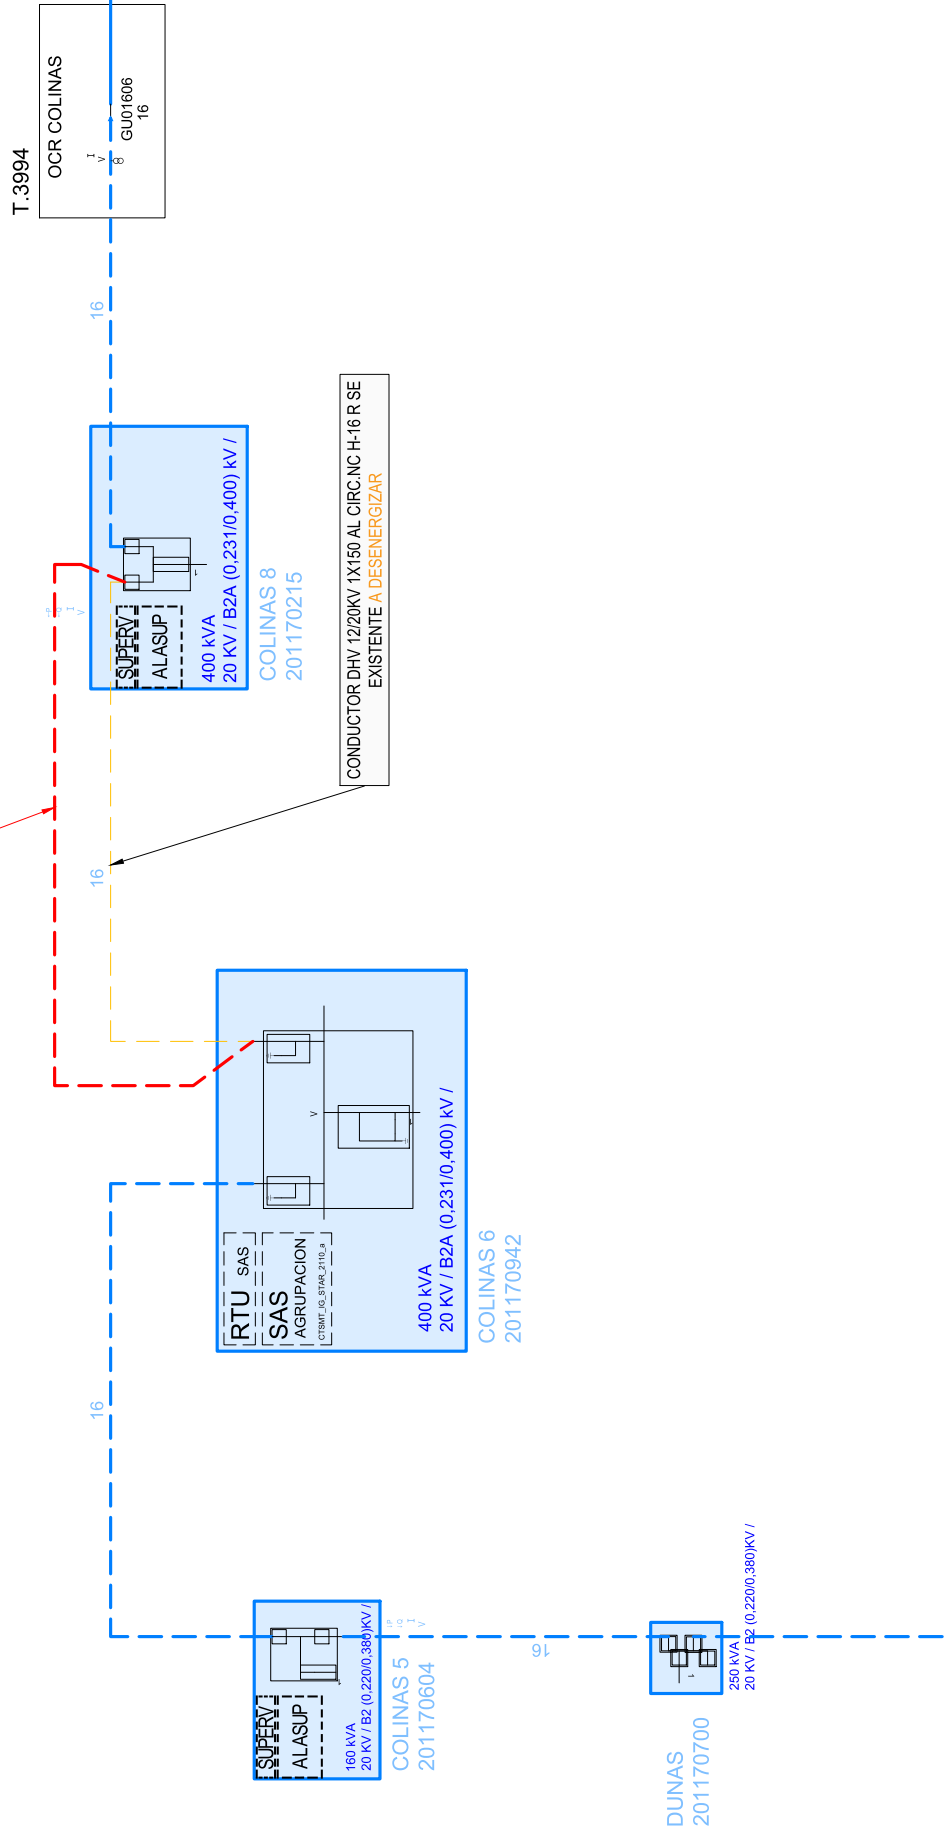 T.3994
OCR COLINAS
I
V
GU01606
16
16
SUPERV
ALASUP
400 kVA
20 KV / B2A (0,231/0,400) kV /
COLINAS 8
201170215
I
V
CONDUCTOR DHV 12/20KV 1X150 AL CIRC.NC H-16 R SE
EXISTENTE A DESENERGIZAR
16
V
RTU SAS
SAS
AGRUPACION
CTSMT_IG_STAR_2110_a
400 kVA
20 KV / B2A (0,231/0,400) kV /
COLINAS 6
201170942
16
SUPERV
ALASUP
160 kVA
20 KV / B2 (0,220/0,380)KV /
COLINAS 5
201170604
I
V
16
1
250 kVA
20 KV / B2 (0,220/0,380)KV /
DUNAS
201170700